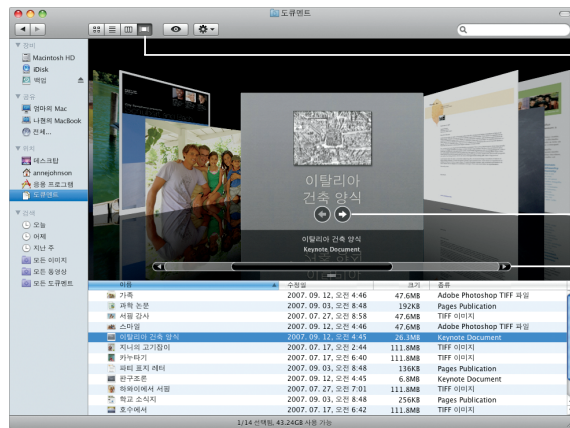 도큐멘트
장비
Macintosh HD
iDisk
백업
공유
엄마의 Mac
나현의 MacBook
전체...
위치
데스크탑
annejohnson
응용 프로그램
도큐멘트
검색
오늘
어제
지난 주
모든 이미지
모든 동영상
모든 도큐멘트
이탈리아
건축 양식
이탈리아 건축 양식
Keynote Document
이름 수정일 크기 종류
가족 2007. 09. 12, 오전 4:46 47.6MB Adobe Photoshop TIFF 파일
과학 논문 2007. 09. 03, 오전 8:48 192KB Pages Publication
서핑 강사 2007. 07. 27, 오전 8:58 47.6MB TIFF 이미지
스마일 2007. 09. 12, 오전 4:46 47.6MB Adobe Photoshop TIFF 파일
이탈리아 건축 양식 2007. 09. 12, 오전 4:45 26.3MB Keynote Document
지니의 고기잡이 2007. 07. 17, 오전 2:44 111.8MB TIFF 이미지
카누타기 2007. 07. 17, 오전 6:40 111.8MB TIFF 이미지
파티 표지 레터 2007. 09. 03, 오전 8:48 136KB Pages Publication
판구조론 2007. 09. 12, 오전 4:45 6.8MB Keynote Document
하와이에서 서핑 2007. 07. 27, 오전 7:01 111.8MB TIFF 이미지
학교 소식지 2007. 09. 03, 오전 8:48 256KB Pages Publication
호수에서 2007. 07. 17, 오전 6:42 111.8MB TIFF 이미지
1/14 선택됨, 43.24GB 사용 가능